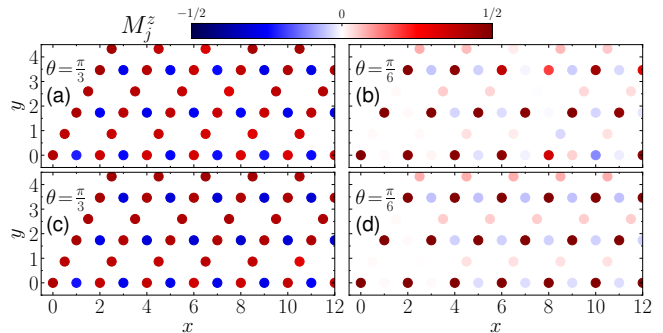 M_j^z −1/2 0 1/2
4 3 2 1 0 y θ=π/3 (a)
θ=π/6 (b)
4 3 2 1 0 y θ=π/3 (c)
θ=π/6 (d)
0 2 4 6 8 10 12 0 2 4 6 8 10 12
x x